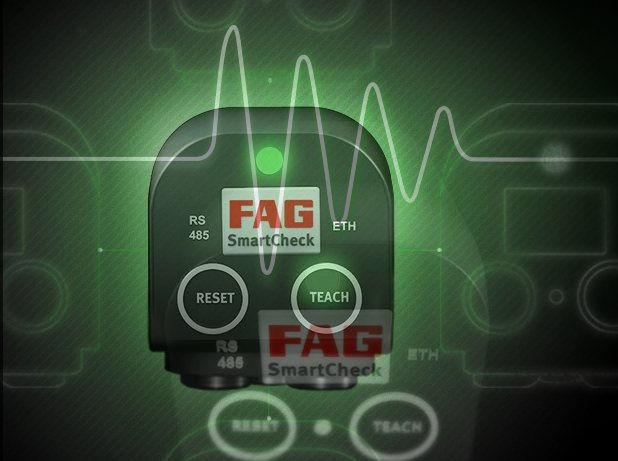 RS
485
FAG
SmartCheck
ETH
RESET
TEACH
RS
485
FAG
SmartCheck
ETH
RESET
TEACH